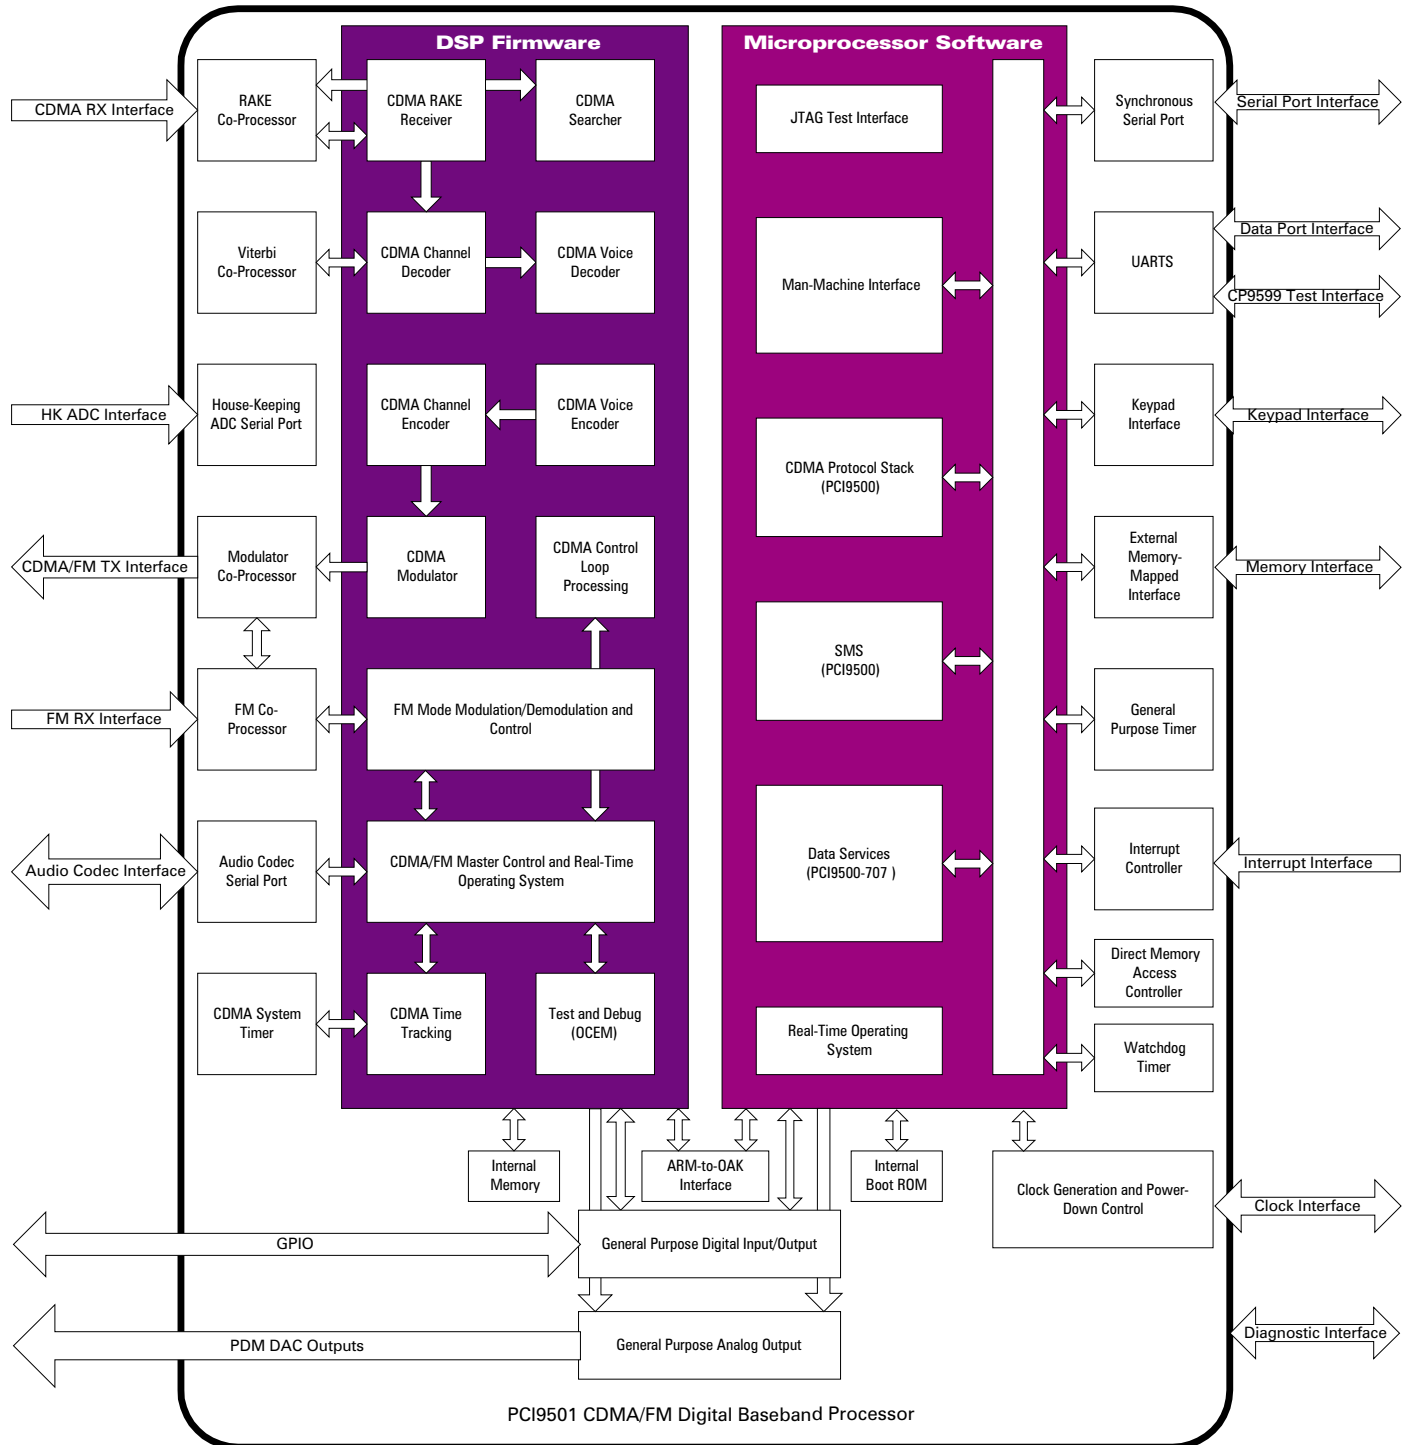 DSP Firmware
Microprocessor Software
CDMA RX Interface
RAKE
Co-Processor
CDMA RAKE
Receiver
CDMA
Searcher
JTAG Test Interface
Synchronous
Serial Port
Serial Port Interface
Viterbi
Co-Processor
CDMA Channel
Decoder
CDMA Voice
Decoder
Man-Machine Interface
UARTS
Data Port Interface
CP9599 Test Interface
HK ADC Interface
House-Keeping
ADC Serial Port
CDMA Channel
Encoder
CDMA Voice
Encoder
CDMA Protocol Stack
(PCI9500)
Keypad
Interface
Keypad Interface
CDMA/FM TX Interface
Modulator
Co-Processor
CDMA
Modulator
CDMA Control
Loop
Processing
External
Memory-
Mapped
Interface
Memory Interface
SMS
(PCI9500)
FM RX Interface
FM Co-
Processor
FM Mode Modulation/Demodulation and
Control
General
Purpose Timer
Audio Codec Interface
Audio Codec
Serial Port
CDMA/FM Master Control and Real-Time
Operating System
Data Services
(PCI9500-707 )
Interrupt
Controller
Interrupt Interface
Direct Memory
Access
Controller
CDMA System
Timer
CDMA Time
Tracking
Test and Debug
(OCEM)
Real-Time Operating
System
Watchdog
Timer
Internal
Memory
ARM-to-OAK
Interface
Internal
Boot ROM
Clock Generation and Power-
Down Control
Clock Interface
GPIO
General Purpose Digital Input/Output
PDM DAC Outputs
General Purpose Analog Output
Diagnostic Interface
PCI9501 CDMA/FM Digital Baseband Processor